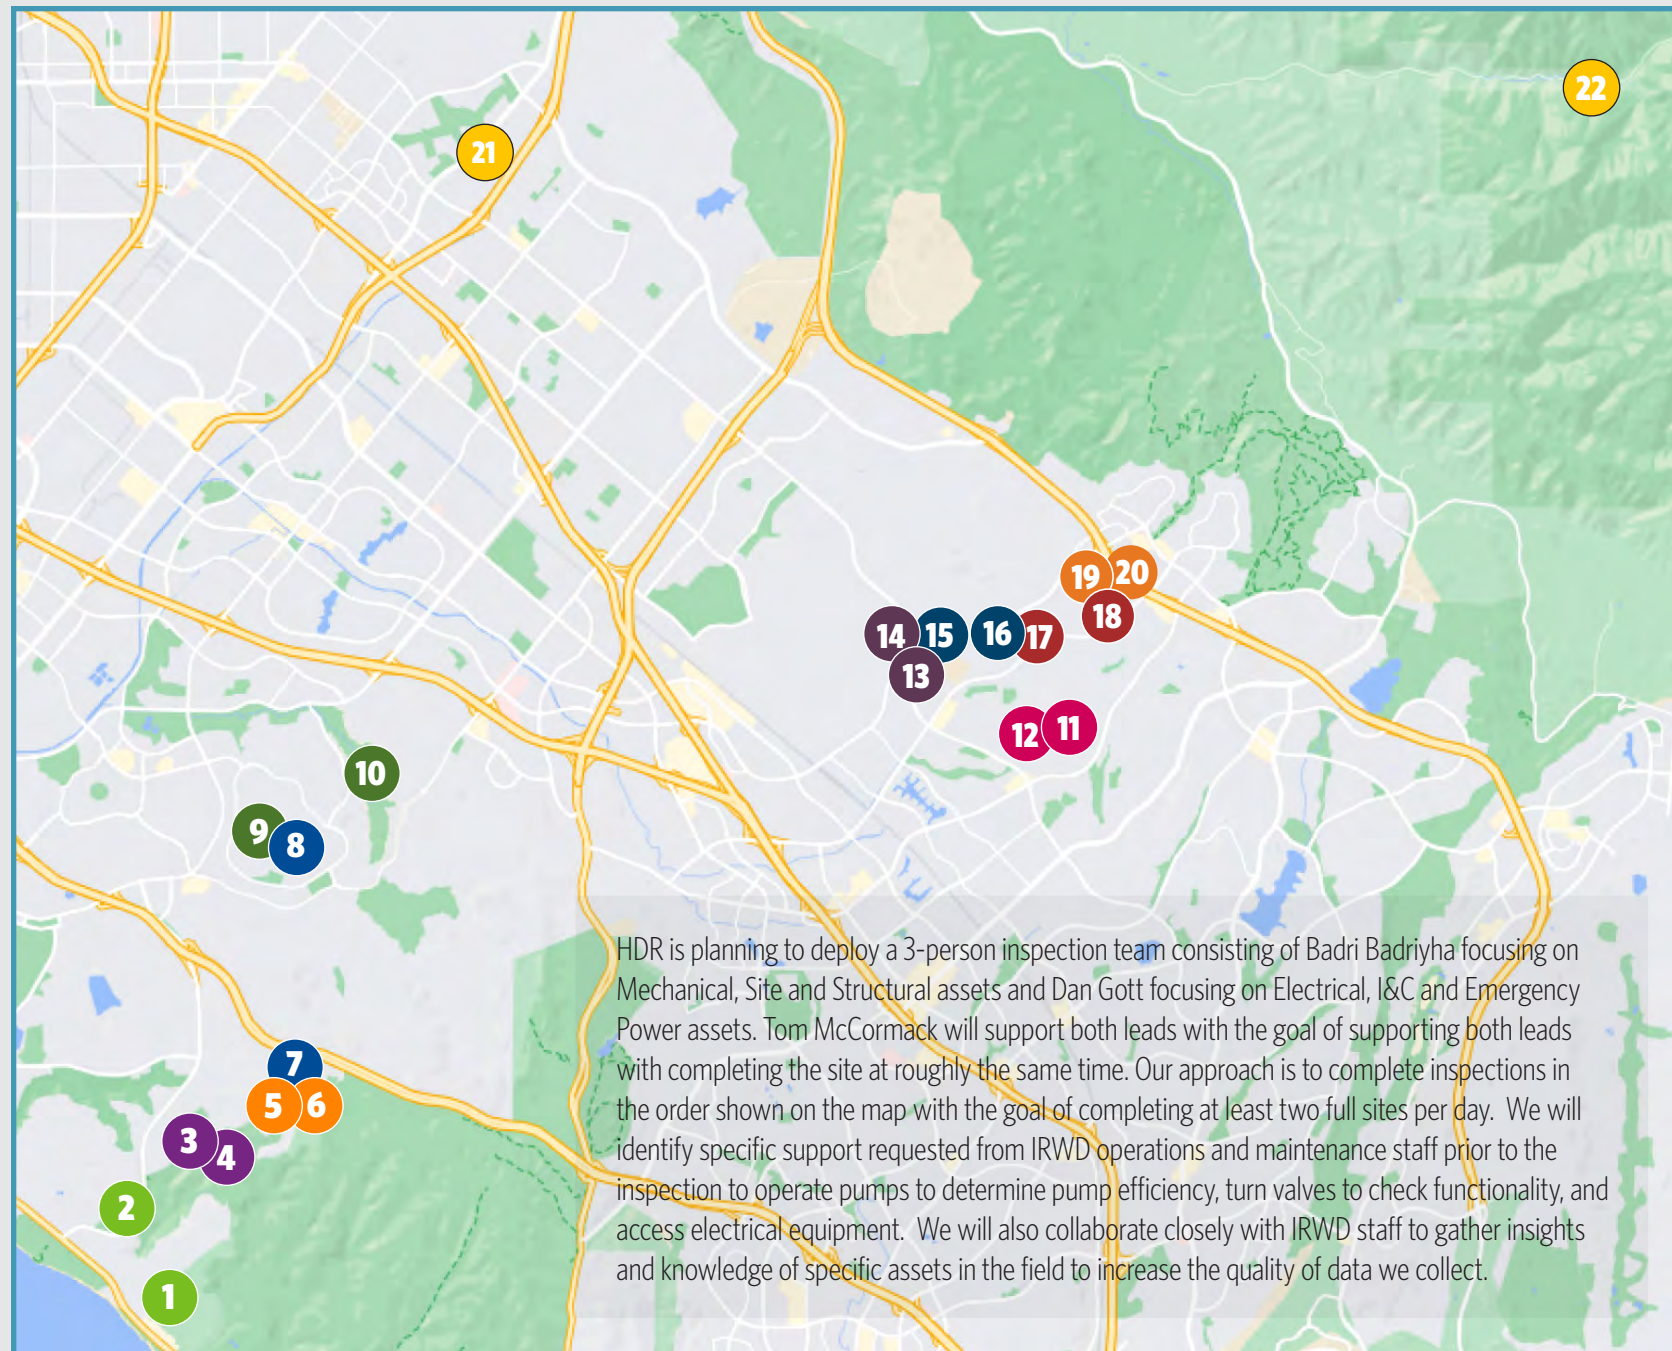 22
21
19 20
18
14 15 16 17
13
12 11
10
9 8
7
5 6
3 4
2
1
HDR is planning to deploy a 3-person inspection team consisting of Badri Badriyha focusing on
Mechanical, Site and Structural assets and Dan Gott focusing on Electrical, I&C and Emergency
Power assets. Tom McCormack will support both leads with the goal of supporting both leads
with completing the site at roughly the same time. Our approach is to complete inspections in
the order shown on the map with the goal of completing at least two full sites per day. We will
identify specific support requested from IRWD operations and maintenance staff prior to the
inspection to operate pumps to determine pump efficiency, turn valves to check functionality, and
access electrical equipment. We will also collaborate closely with IRWD staff to gather insights
and knowledge of specific assets in the field to increase the quality of data we collect.